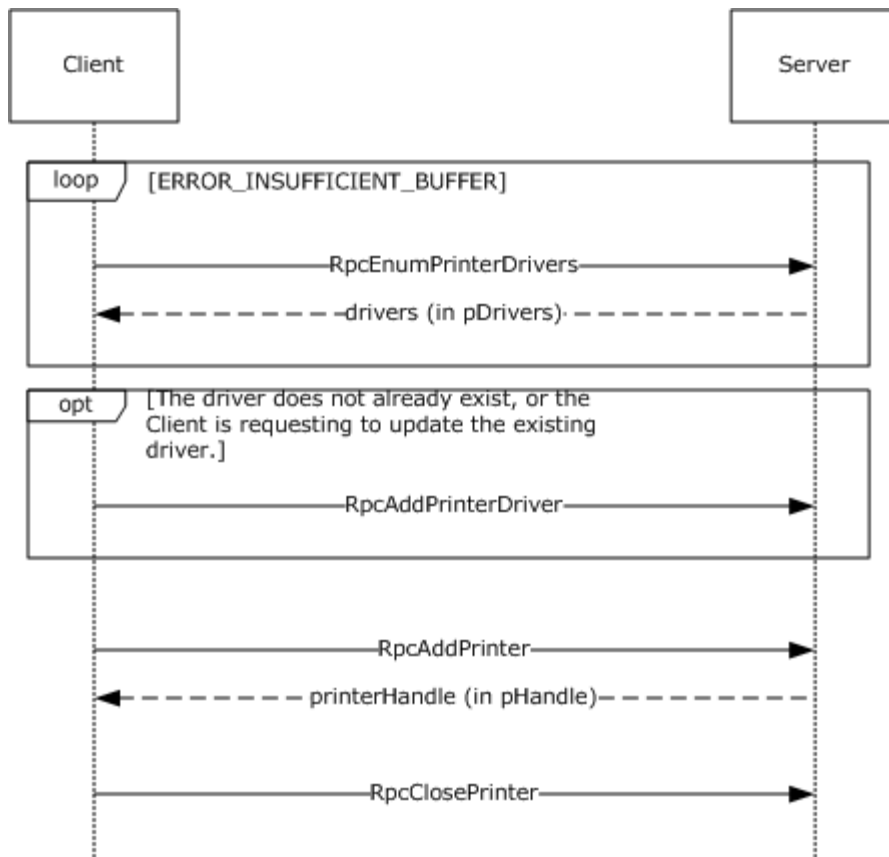 Client
Server
loop
[ERROR_INSUFFICIENT_BUFFER]
RpcEnumPrinterDrivers
drivers (in pDrivers)
opt
[The driver does not already exist, or the
Client is requesting to update the existing
driver.]
RpcAddPrinterDriver
RpcAddPrinter
printerHandle (in pHandle)
RpcClosePrinter